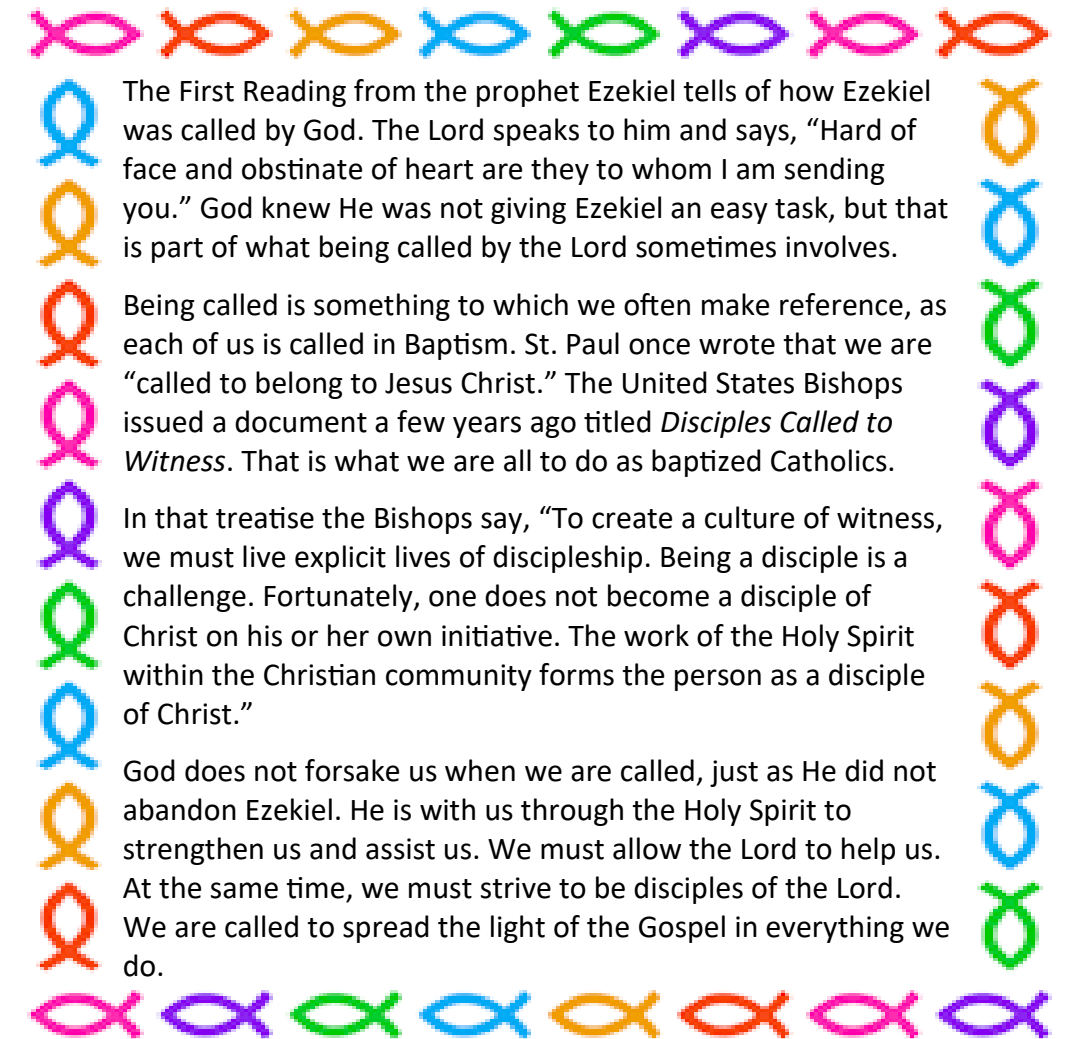 The First Reading from the prophet Ezekiel tells of how Ezekiel
was called by God. The Lord speaks to him and says, “Hard of
face and obstinate of heart are they to whom I am sending
you.” God knew He was not giving Ezekiel an easy task, but that
is part of what being called by the Lord sometimes involves.
Being called is something to which we often make reference, as
each of us is called in Baptism. St. Paul once wrote that we are
“called to belong to Jesus Christ.” The United States Bishops
issued a document a few years ago titled Disciples Called to
Witness. That is what we are all to do as baptized Catholics.
In that treatise the Bishops say, “To create a culture of witness,
we must live explicit lives of discipleship. Being a disciple is a
challenge. Fortunately, one does not become a disciple of
Christ on his or her own initiative. The work of the Holy Spirit
within the Christian community forms the person as a disciple
of Christ.”
God does not forsake us when we are called, just as He did not
abandon Ezekiel. He is with us through the Holy Spirit to
strengthen us and assist us. We must allow the Lord to help us.
At the same time, we must strive to be disciples of the Lord.
We are called to spread the light of the Gospel in everything we
do.